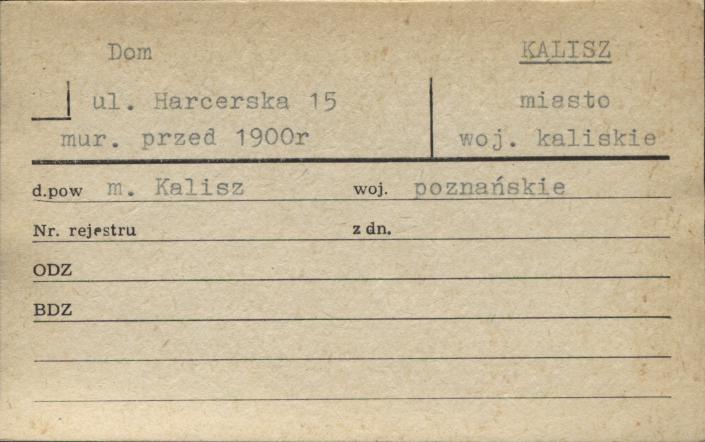 Dom
KALISZ
ul. Harcerska 15
miasto
mur. przed 1900r
woj. kaliskie
d.pow m. Kalisz woj. poznańskie
Nr. rejestru z dn.
ODZ
BDZ